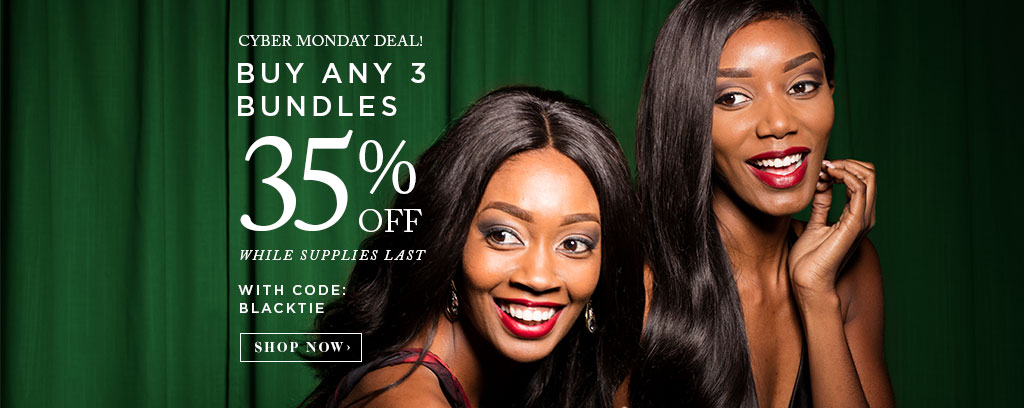 CYBER MONDAY DEAL!
BUY ANY 3
BUNDLES
35%
OFF
WHILE SUPPLIES LAST
WITH CODE:
BLACKTIE
SHOP NOW ›